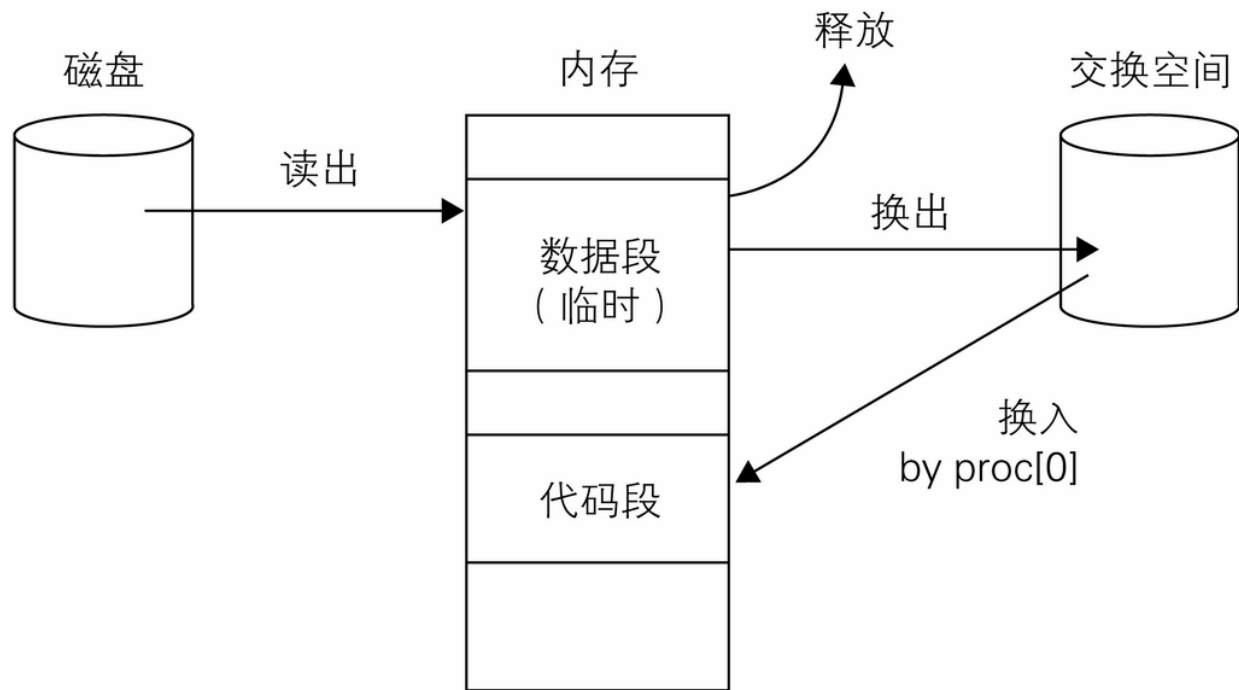 释放
磁盘
内存
交换空间
读出
换出
数据段
（临时）
换入
by proc[0]
代码段